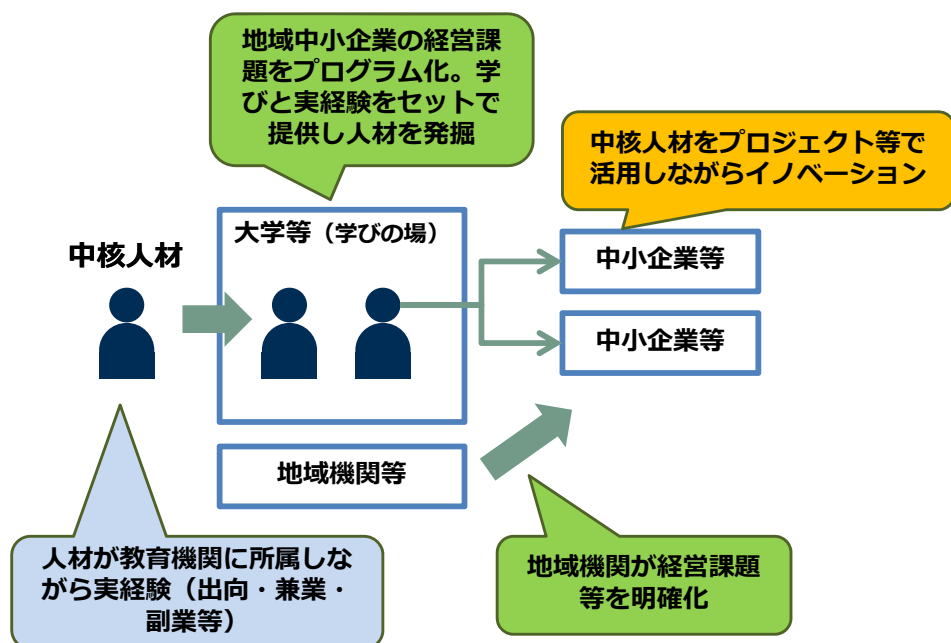 地域中小企業の経営課
題をプログラム化。学
びと実経験をセットで
提供し人材を発掘
中核人材をプロジェクト等で
活用しながらイノベーション
大学等（学びの場）
中核人材
中小企業等
中小企業等
地域機関等
人材が教育機関に所属しな
がら実経験（出向・兼業・
副業等）
地域機関が経営課題
等を明確化